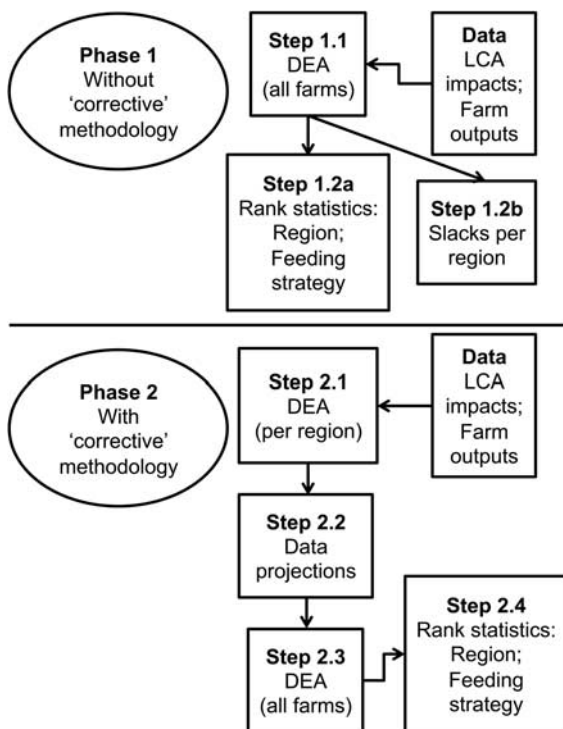 Phase 1
Without
‘corrective’
methodology
Step 1.1
DEA
(all farms)
Data
LCA
impacts;
Farm
outputs
Step 1.2a
Rank statistics:
Region;
Feeding
strategy
Step 1.2b
Slacks per
region
Phase 2
With
‘corrective’
methodology
Step 2.1
DEA
(per region)
Data
LCA
impacts;
Farm
outputs
Step 2.2
Data
projections
Step 2.3
DEA
(all farms)
Step 2.4
Rank statistics:
Region;
Feeding
strategy